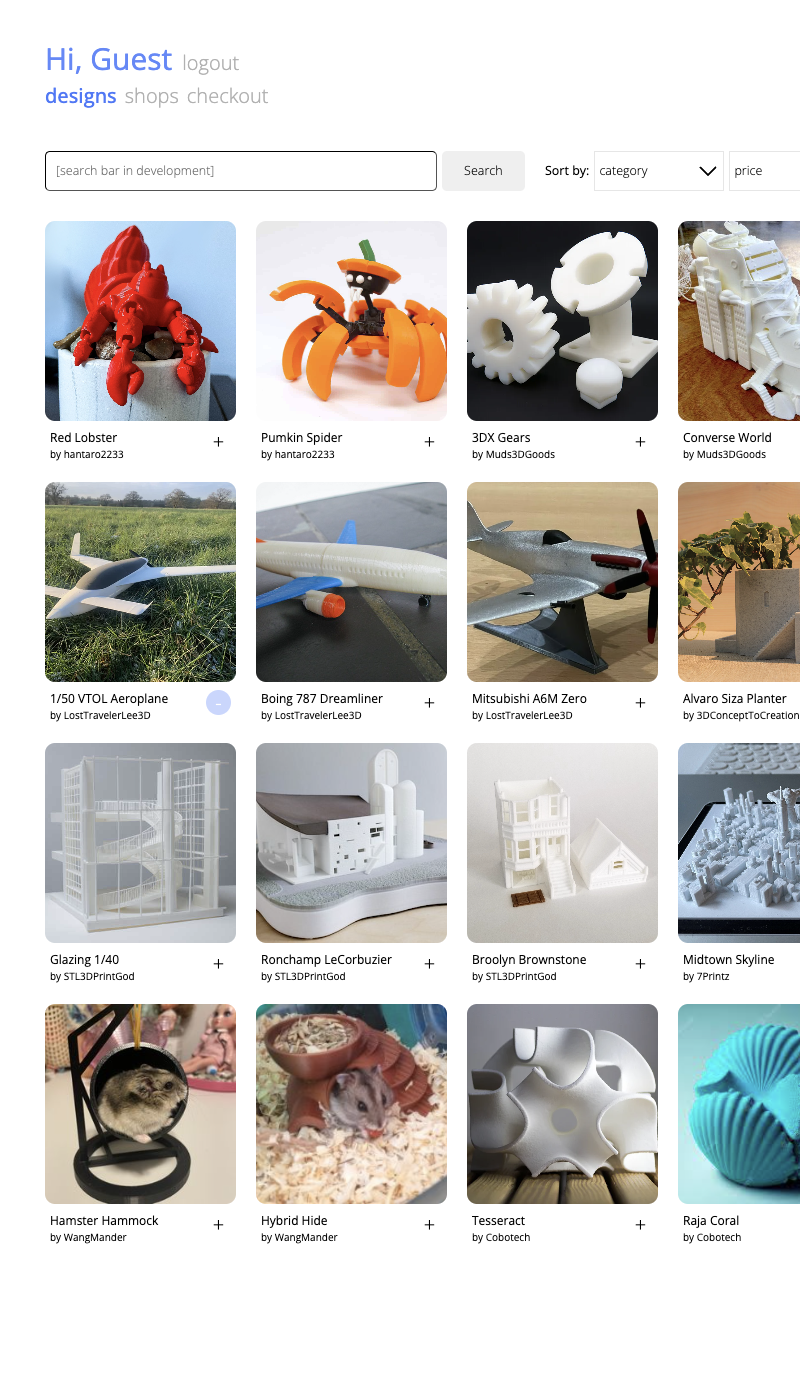 Hi, Guest logout
designs shops checkout
[search bar in development] Search Sort by: category price
Red Lobster + Pumkin Spider + 3DX Gears + Converse World
by hantaro2233 by hantaro2233 by Muds3DGoods by Muds3DGoods
1/50 VTOL Aeroplane - Boing 787 Dreamliner + Mitsubishi A6M Zero + Alvaro Siza Planter
by LostTravelerLee3D by LostTravelerLee3D by LostTravelerLee3D by 3DConceptToCreation
Glazing 1/40 + Ronchamp LeCorbuzier + Broolyn Brownstone + Midtown Skyline
by STL3DPrintGod by STL3DPrintGod by STL3DPrintGod by 7Printz
Hamster Hammock + Hybrid Hide + Tesseract + Raja Coral
by WangMander by WangMander by Cobotech by Cobotech